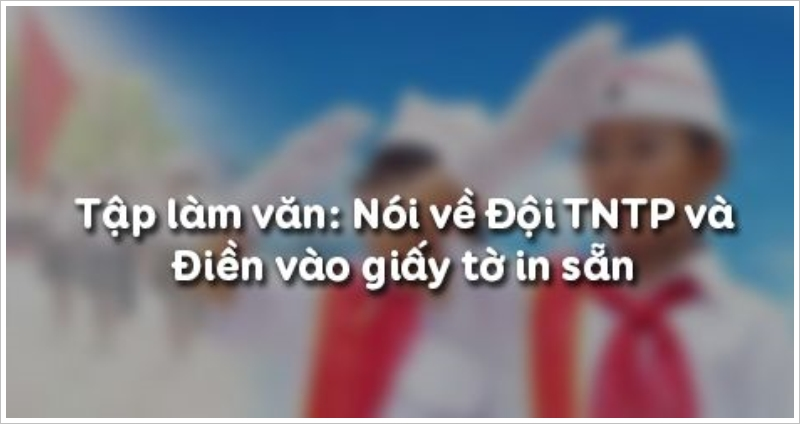 Tập làm văn: Nói về Đội TNTP và
Điền vào giấy tờ in sẵn